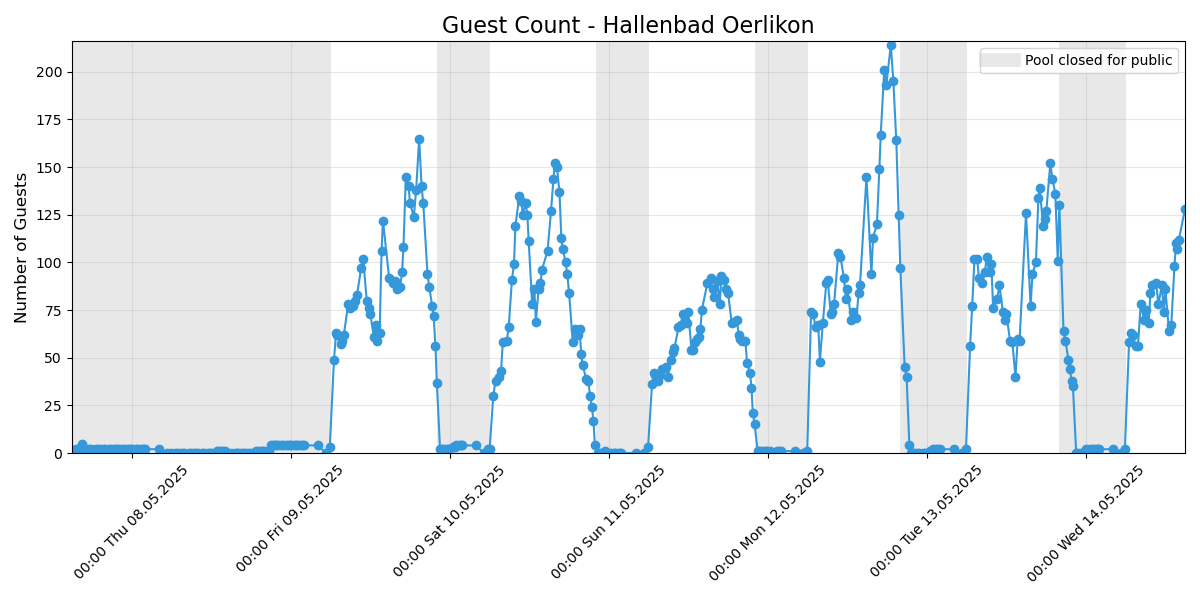 Guest Count - Hallenbad Oerlikon
Pool closed for public
Number of Guests
200
175
150
125
100
75
50
25
0
00:00 Thu 08.05.2025
00:00 Fri 09.05.2025
00:00 Sat 10.05.2025
00:00 Sun 11.05.2025
00:00 Mon 12.05.2025
00:00 Tue 13.05.2025
00:00 Wed 14.05.2025